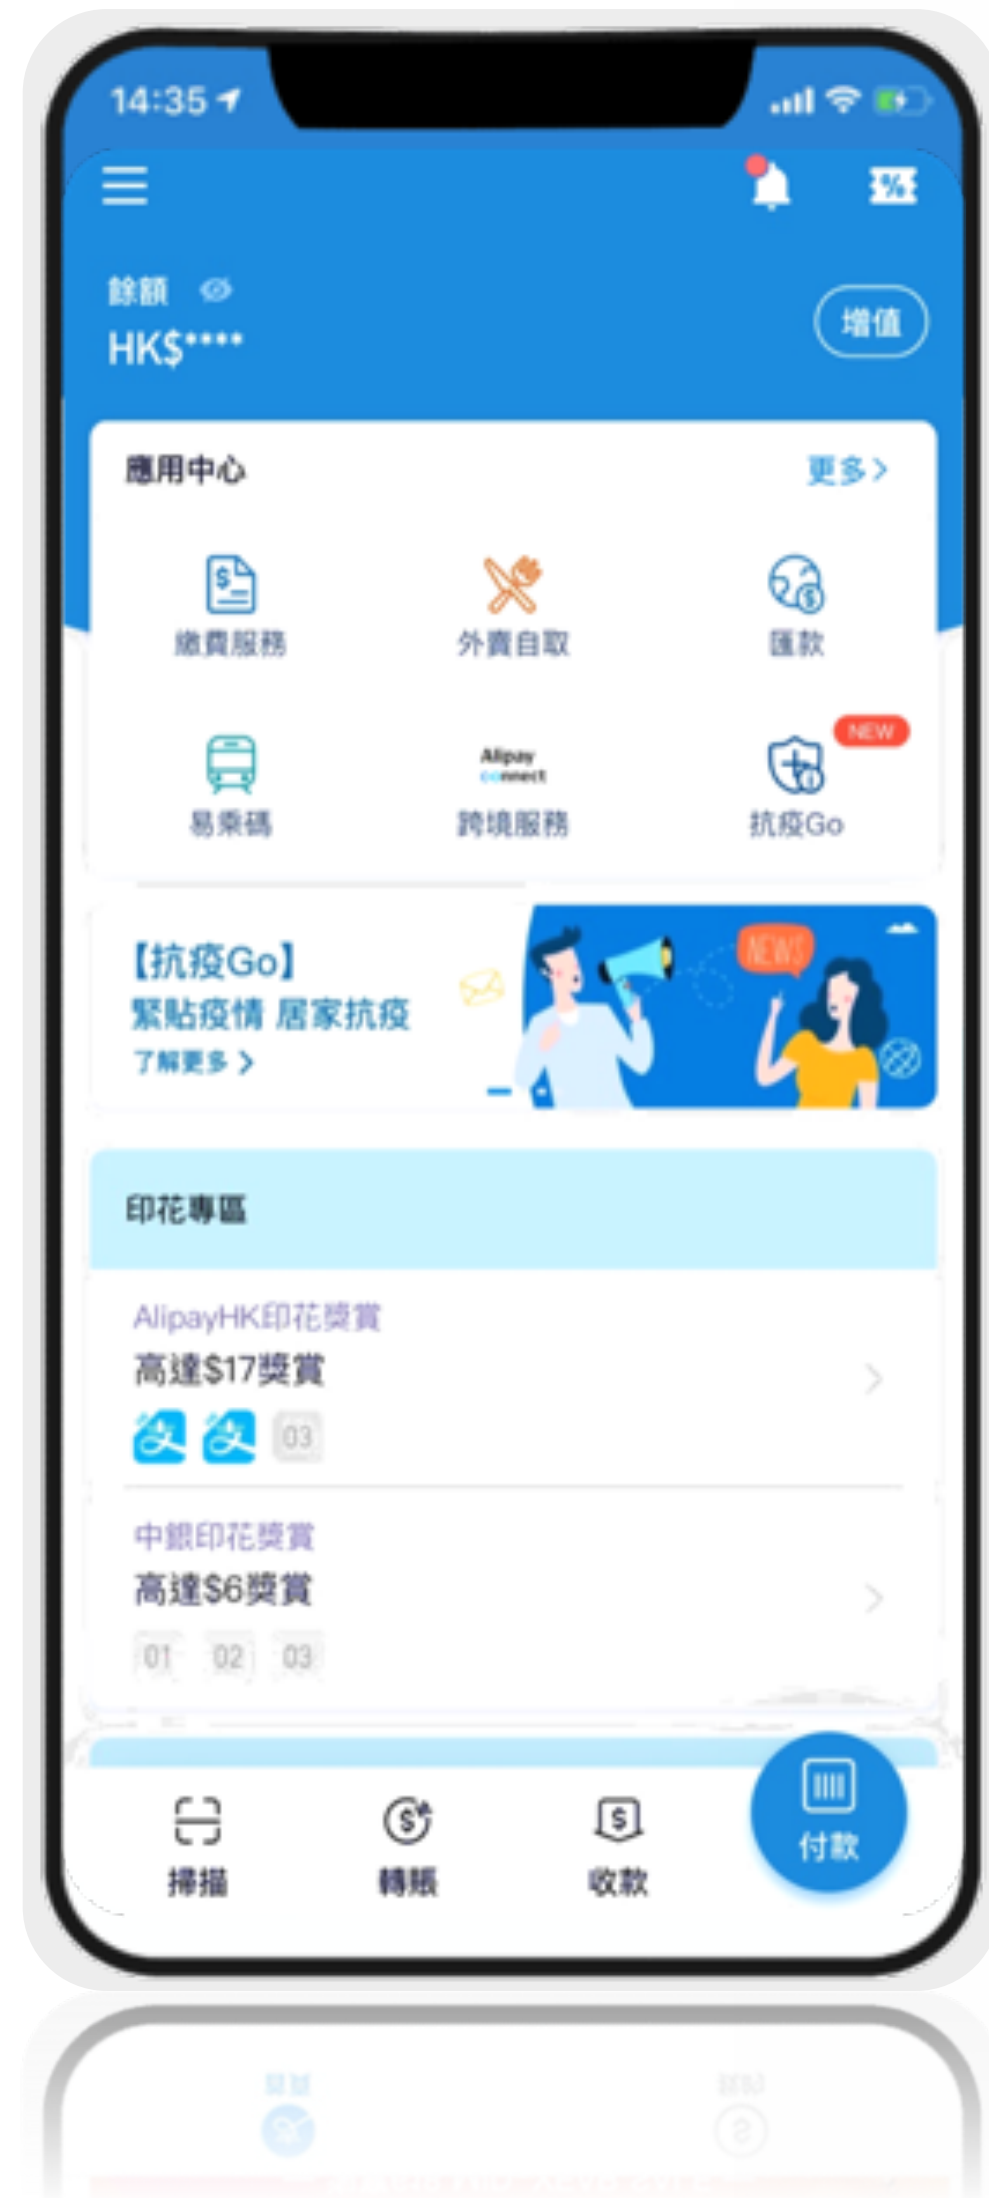 14:35
%
餘額
HK$****
增值
應用中心
更多>
$
繳費服務
外賣自取
$
匯款
易乘碼
Alipay
connect
跨境服務
NEW
抗疫Go
【抗疫Go】
緊貼疫情 居家抗疫
了解更多 >
NEWS
印花專區
AlipayHK印花獎賞
高達$17獎賞
支 支 03
中銀印花獎賞
高達$6獎賞
01 02 03
掃描
$
轉賬
$
收款
付款